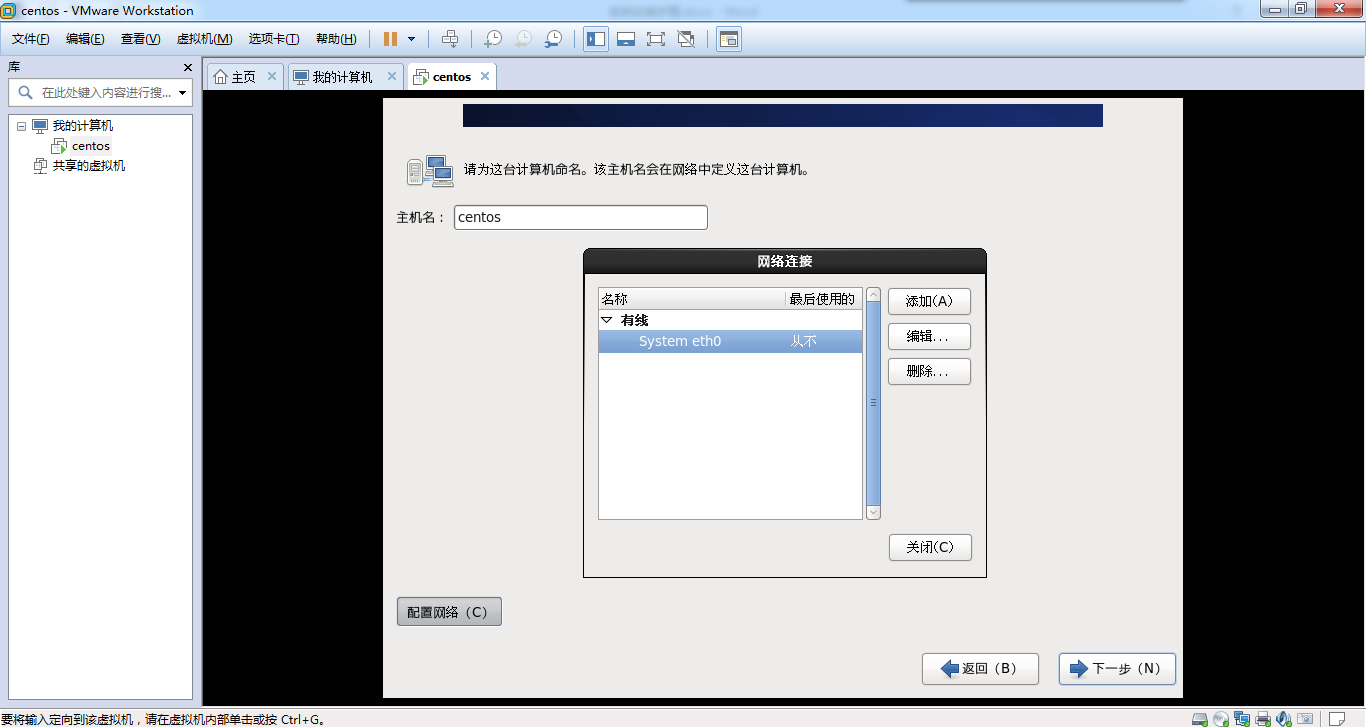 centos - VMware Workstation
文件(F) 编辑(E) 查看(V) 虚拟机(M) 选项卡(T) 帮助(H)
库
在此处键入内容进行搜...
我的计算机
centos
共享的虚拟机
主页 我的计算机 centos
请为这台计算机命名。该主机名会在网络中定义这台计算机。
主机名： centos
网络连接
名称 最后使用的
有线
System eth0 从不
添加(A)
编辑...
删除...
关闭(C)
配置网络（C）
返回（B） 下一步（N）
要将输入定向到该虚拟机，请在虚拟机内部单击或按 Ctrl+G。